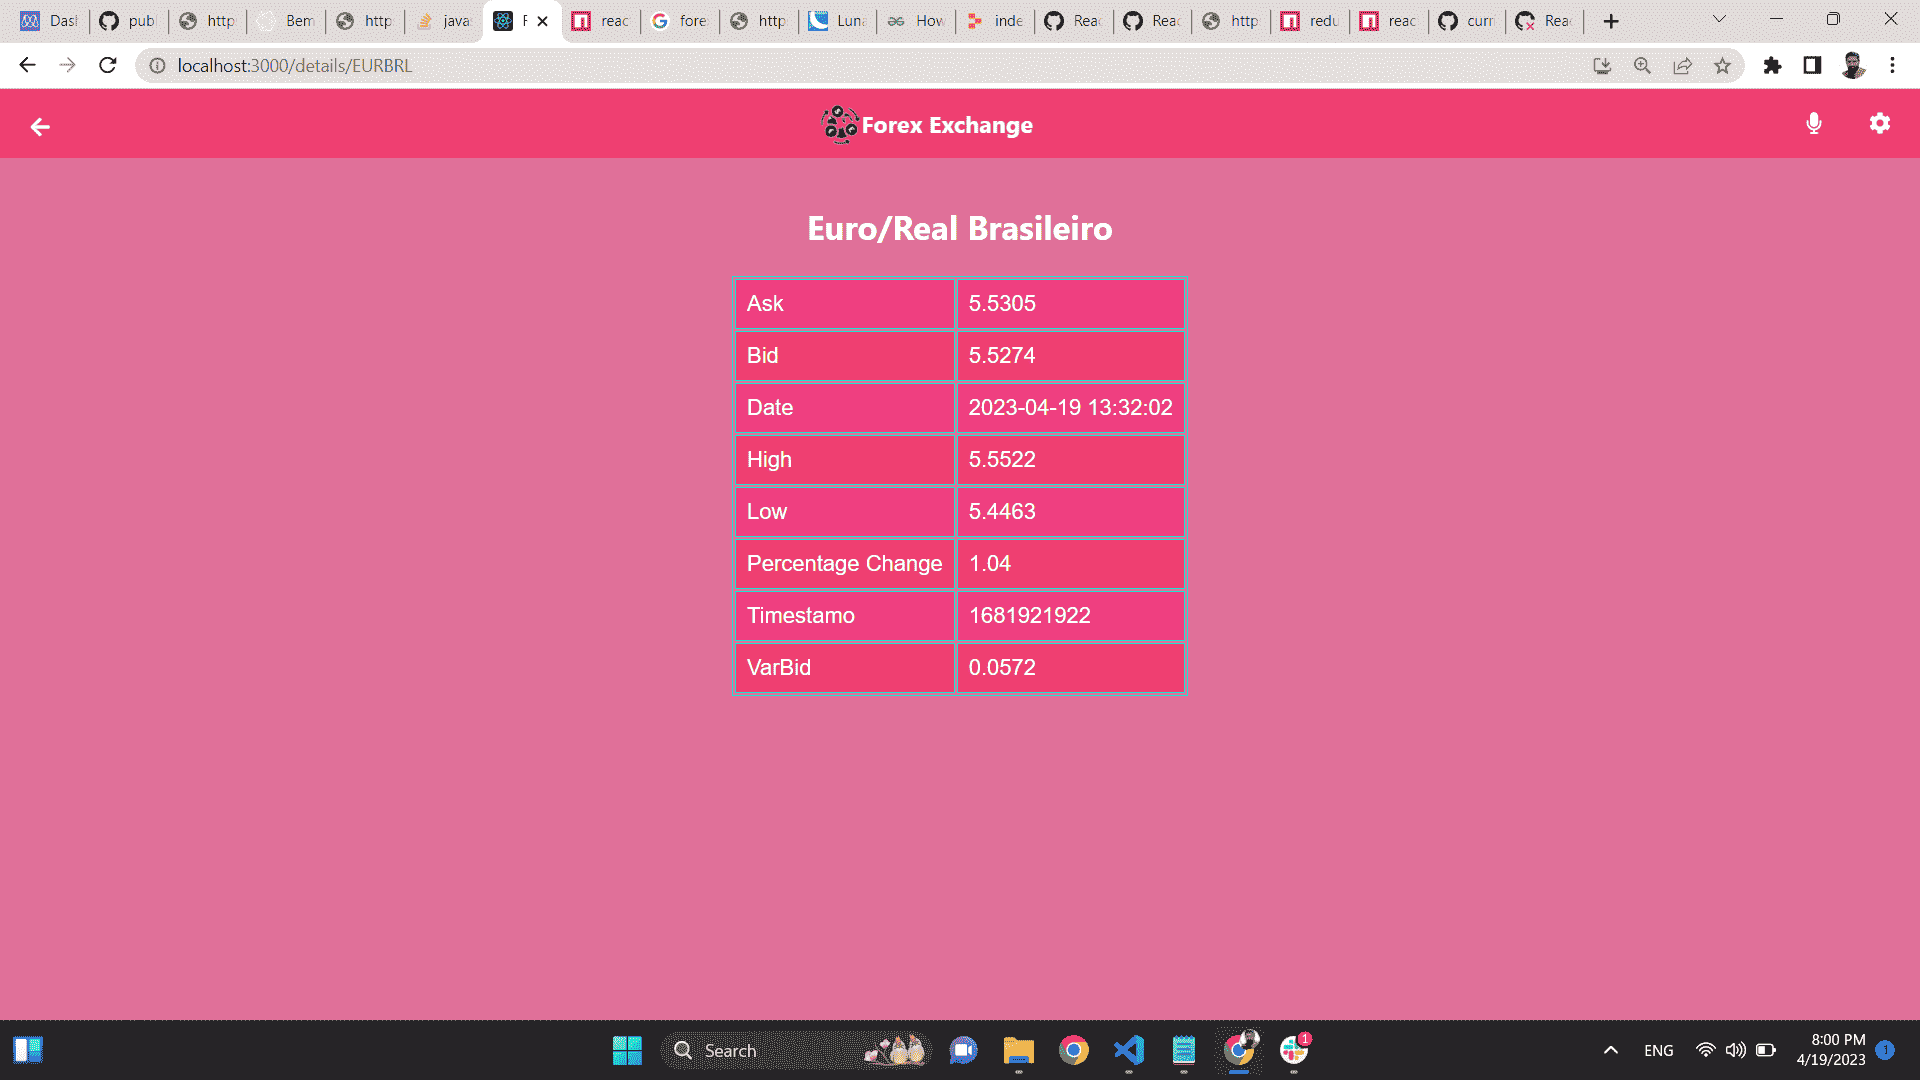 Dash pub http Bem http java F reac fore http Luna How inde Reac Reac http redu reac curr Reac
localhost:3000/details/EURBRL
Forex Exchange
Euro/Real Brasileiro
Ask 5.5305
Bid 5.5274
Date 2023-04-19 13:32:02
High 5.5522
Low 5.4463
Percentage Change 1.04
Timestamo 1681921922
VarBid 0.0572
Search 1 ENG 8:00 PM 1
4/19/2023